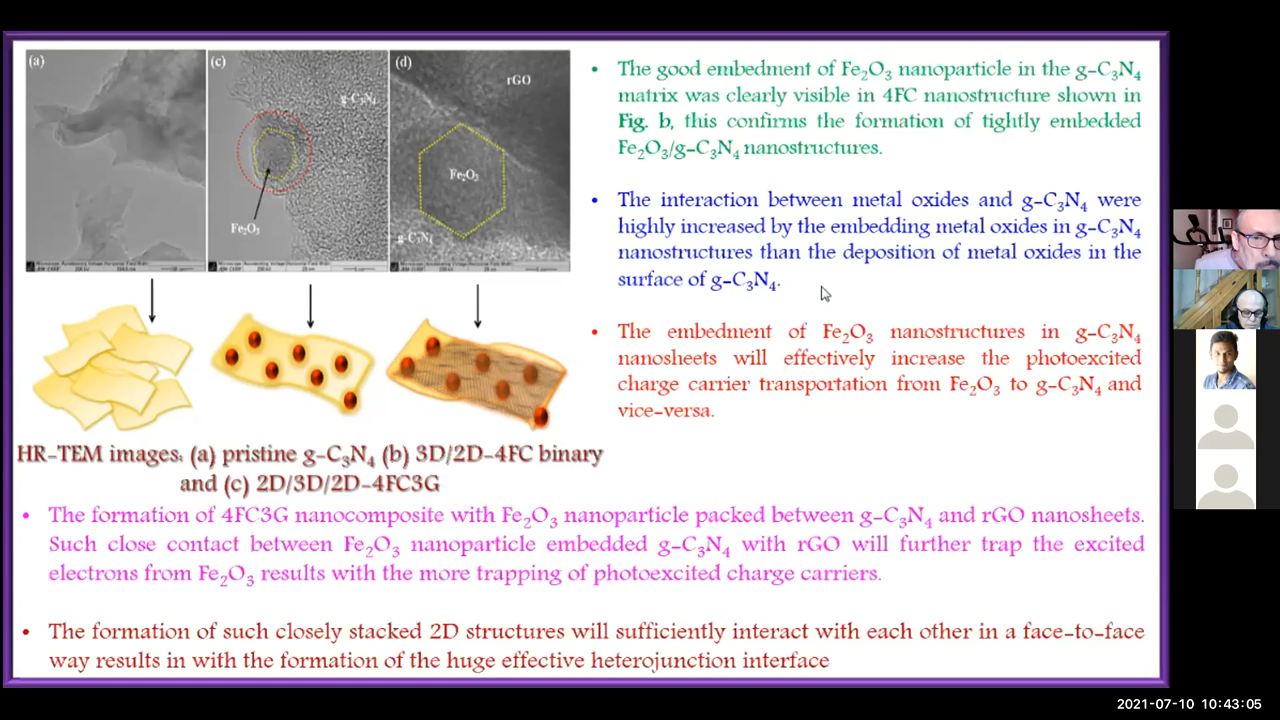 (a)
(c)
(d)
rGO
g-C₃N₄
Fe₂O₃
Fe₂O₃
g-C₃N₄
HR-TEM images: (a) pristine g-C₃N₄ (b) 3D/2D-4FC binary
and (c) 2D/3D/2D-4FC3G
• The good embedment of Fe₂O₃ nanoparticle in the g-C₃N₄
matrix was clearly visible in 4FC nanostructure shown in
Fig. b, this confirms the formation of tightly embedded
Fe₂O₃/g-C₃N₄ nanostructures.
• The interaction between metal oxides and g-C₃N₄ were
highly increased by the embedding metal oxides in g-C₃N₄
nanostructures than the deposition of metal oxides in the
surface of g-C₃N₄.
• The embedment of Fe₂O₃ nanostructures in g-C₃N₄
nanosheets will effectively increase the photoexcited
charge carrier transportation from Fe₂O₃ to g-C₃N₄ and
vice-versa.
• The formation of 4FC3G nanocomposite with Fe₂O₃ nanoparticle packed between g-C₃N₄ and rGO nanosheets.
Such close contact between Fe₂O₃ nanoparticle embedded g-C₃N₄ with rGO will further trap the excited
electrons from Fe₂O₃ results with the more trapping of photoexcited charge carriers.
• The formation of such closely stacked 2D structures will sufficiently interact with each other in a face-to-face
way results in with the formation of the huge effective heterojunction interface
2021-07-10 10:43:05